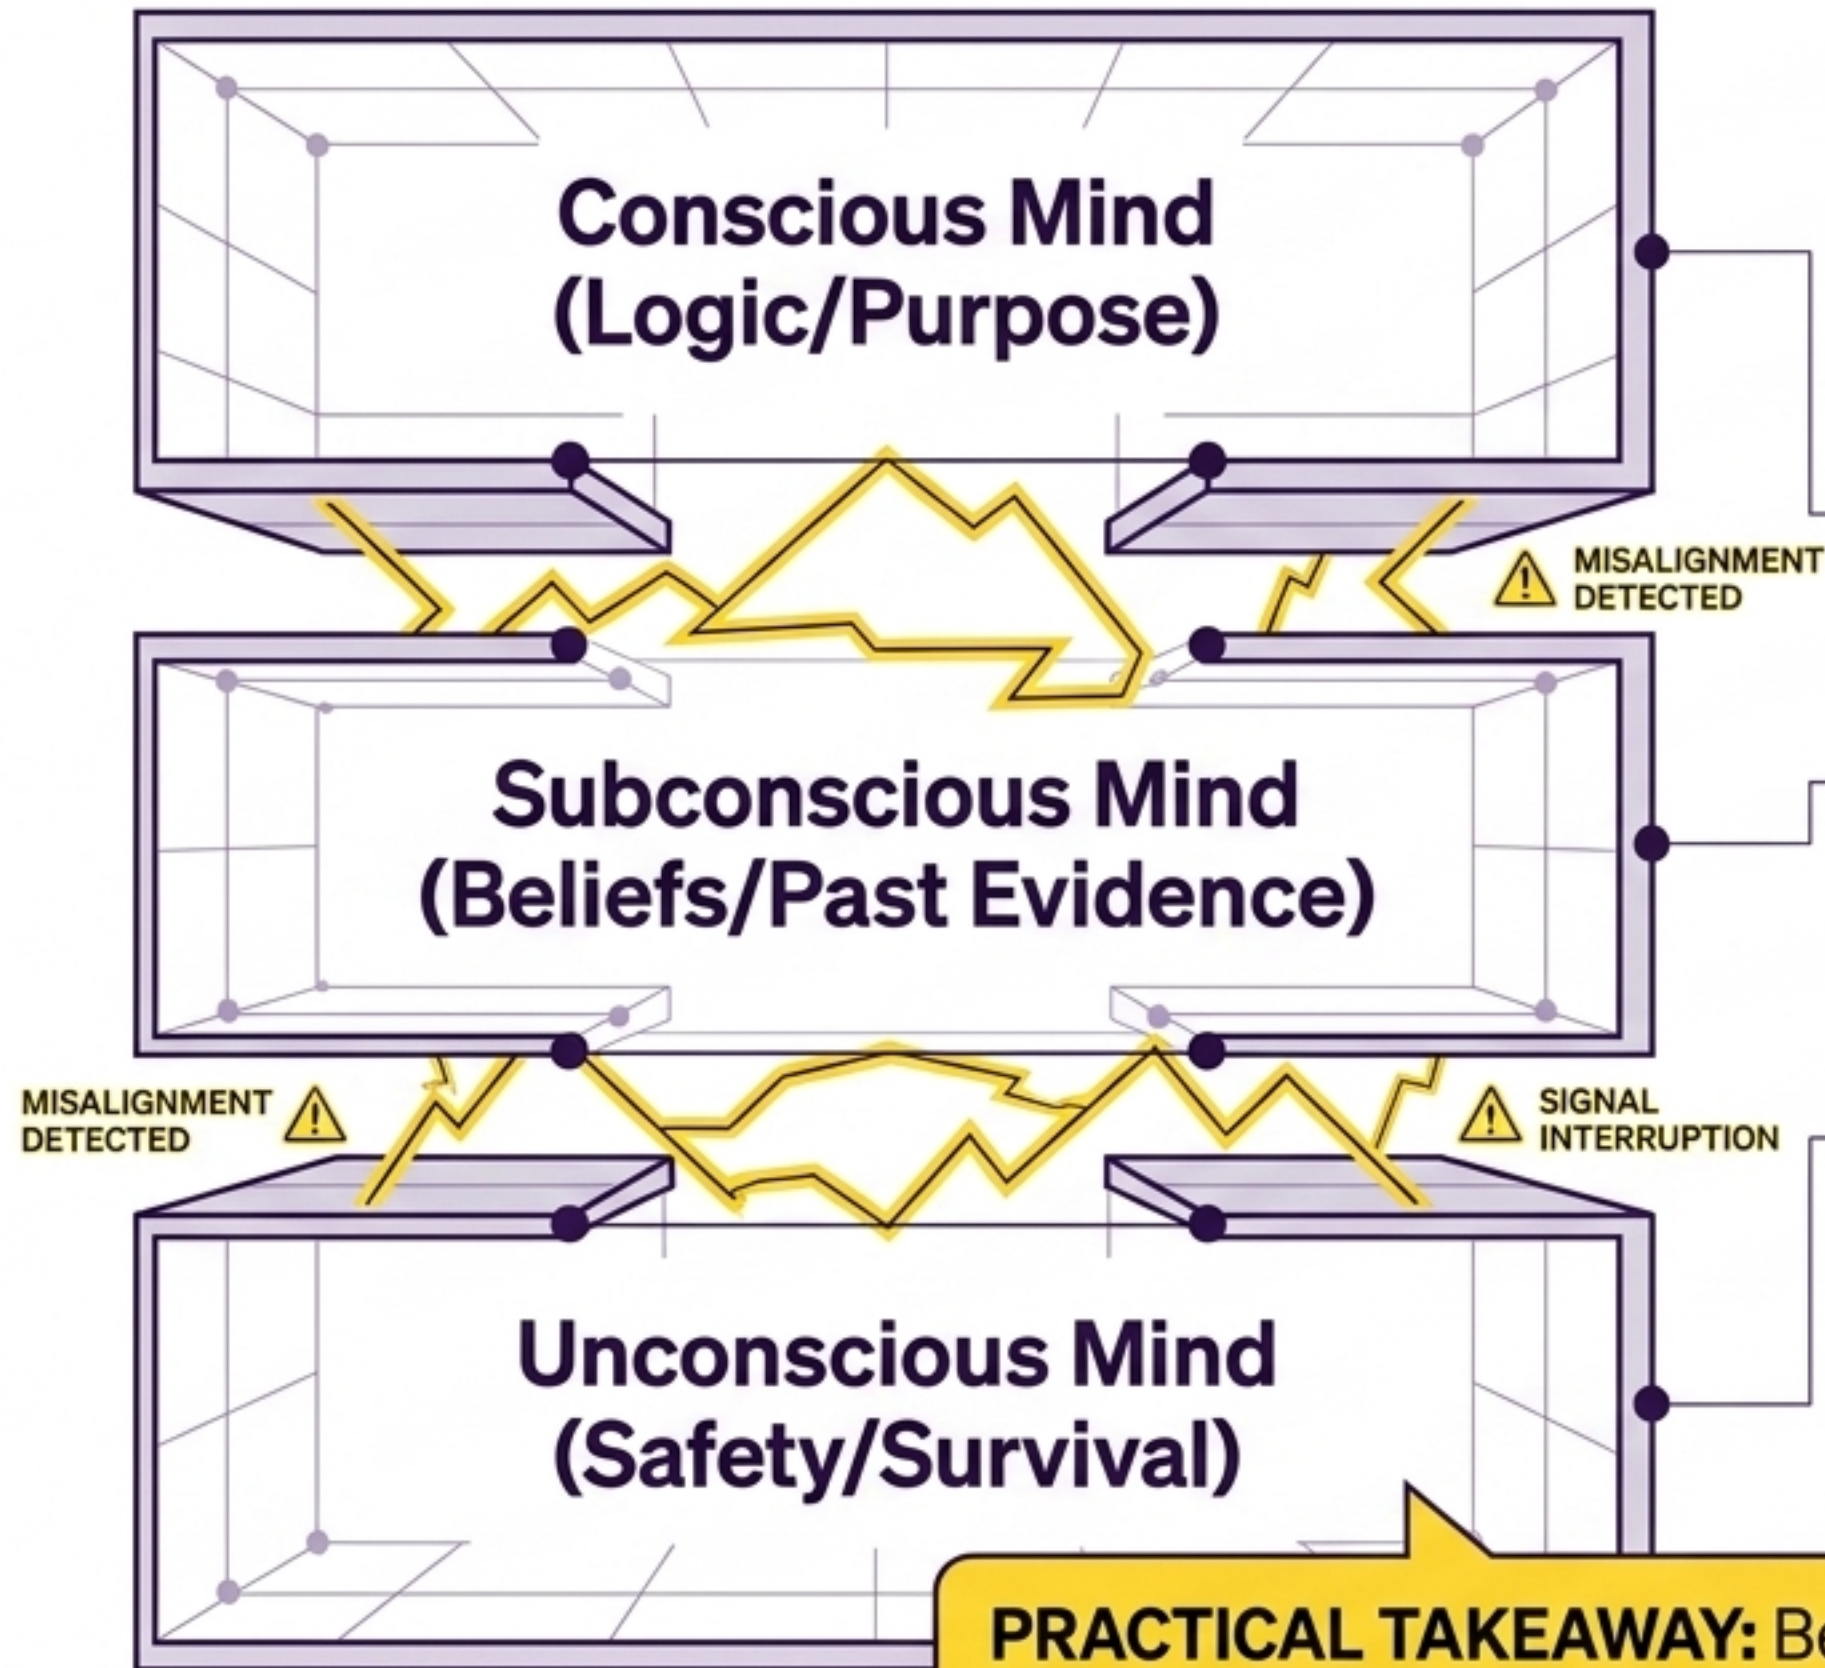 Conscious Mind
(Logic/Purpose)
MISALIGNMENT
DETECTED
Subconscious Mind
(Beliefs/Past Evidence)
MISALIGNMENT
DETECTED
SIGNAL
INTERRUPTION
Unconscious Mind
(Safety/Survival)
PRACTICAL TAKEAWAY: